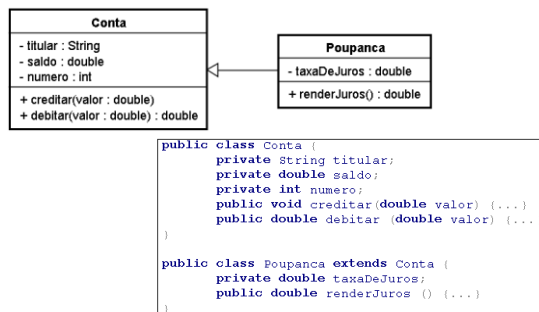 Conta
- titular : String
- saldo : double
- numero : int
+ creditar(valor : double)
+ debitar(valor : double) : double
Poupanca
- taxaDeJuros : double
+ renderJuros() : double
public class Conta {
private String titular;
private double saldo;
private int numero;
public void creditar(double valor) {...}
public double debitar (double valor) {...
}
public class Poupanca extends Conta {
private double taxaDeJuros;
public double renderJuros () {...}
}